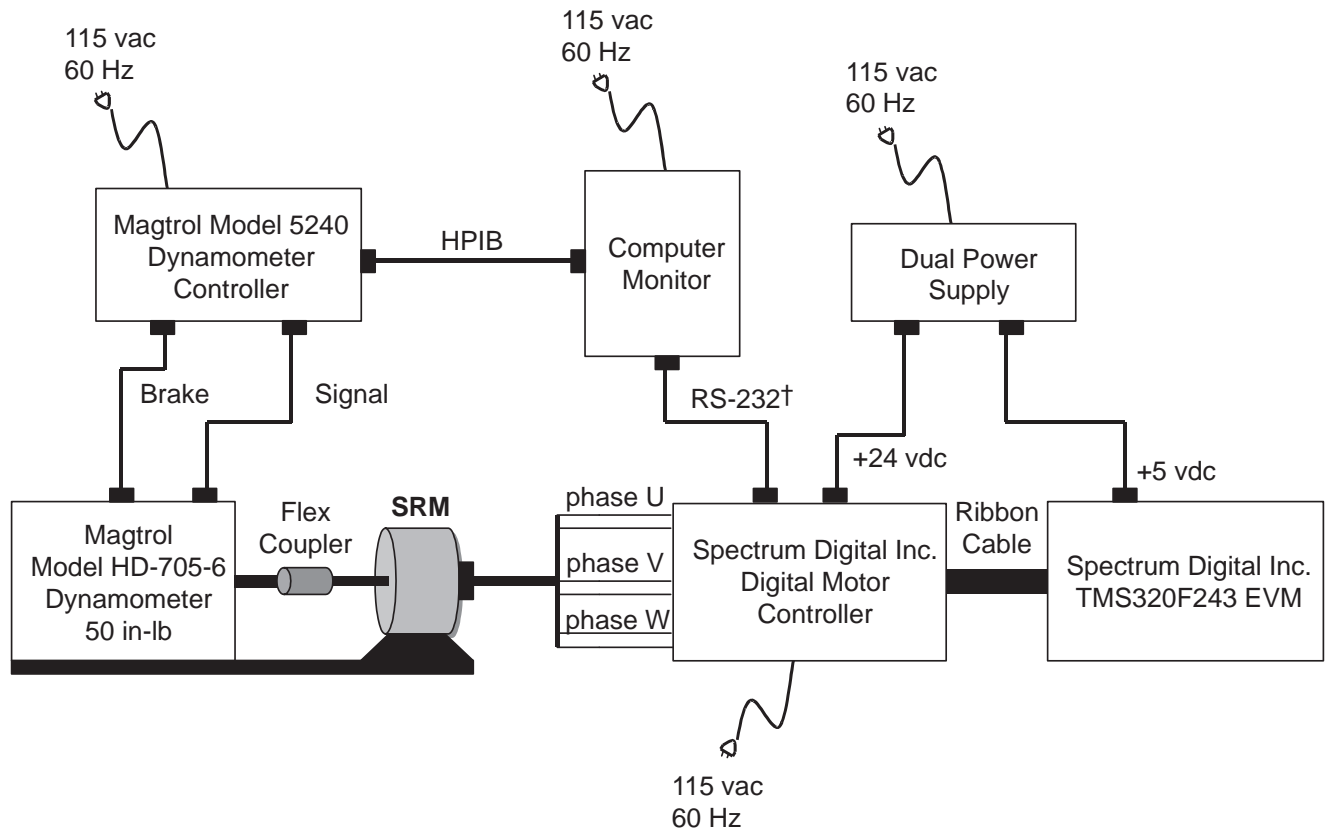 115 vac
60 Hz
115 vac
60 Hz
115 vac
60 Hz
Magtrol Model 5240
Dynamometer
Controller
HPIB
Computer
Monitor
Dual Power
Supply
Brake
Signal
RS-232†
+24 vdc
+5 vdc
Magtrol
Model HD-705-6
Dynamometer
50 in-lb
Flex
Coupler
SRM
phase U
phase V
phase W
Spectrum Digital Inc.
Digital Motor
Controller
Ribbon
Cable
Spectrum Digital Inc.
TMS320F243 EVM
115 vac
60 Hz